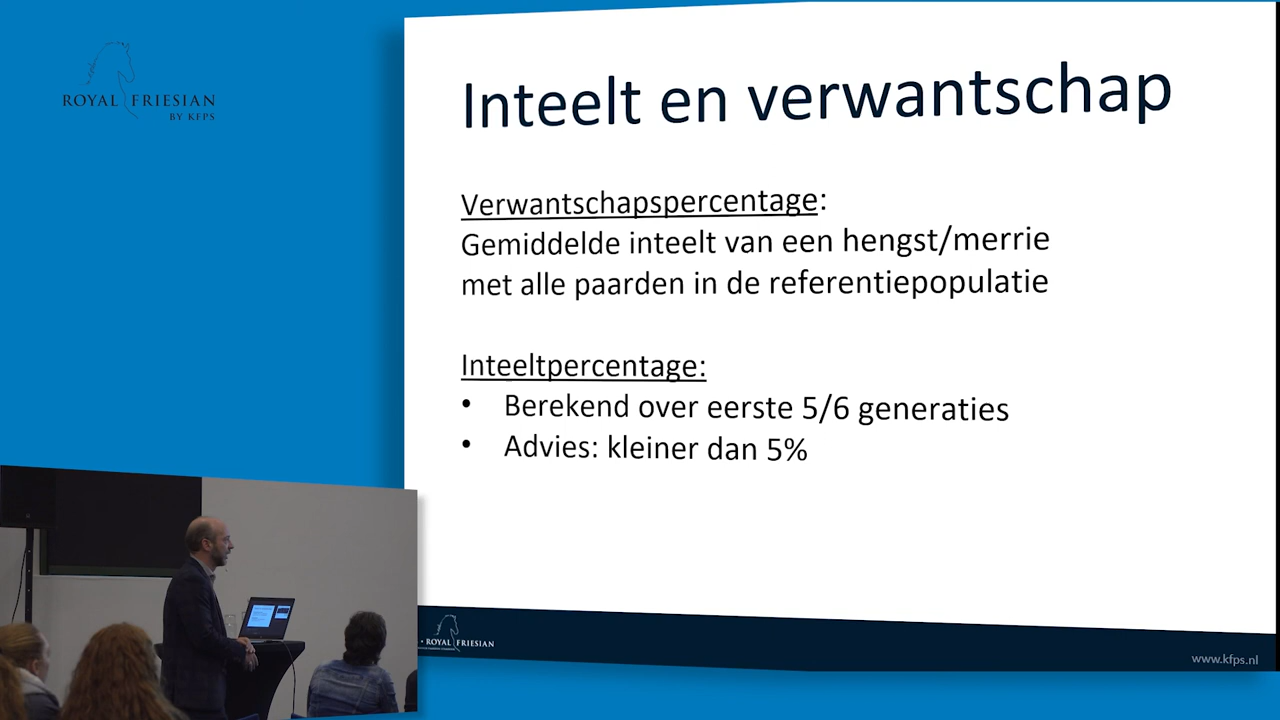 ROYAL FRIESIAN
BY KFPS
Inteelt en verwantschap
Verwantschapspercentage:
Gemiddelde inteelt van een hengst/merrie
met alle paarden in de referentiepopulatie
Inteeltpercentage:
• Berekend over eerste 5/6 generaties
• Advies: kleiner dan 5%
ROYAL FRIESIAN
www.kfps.nl